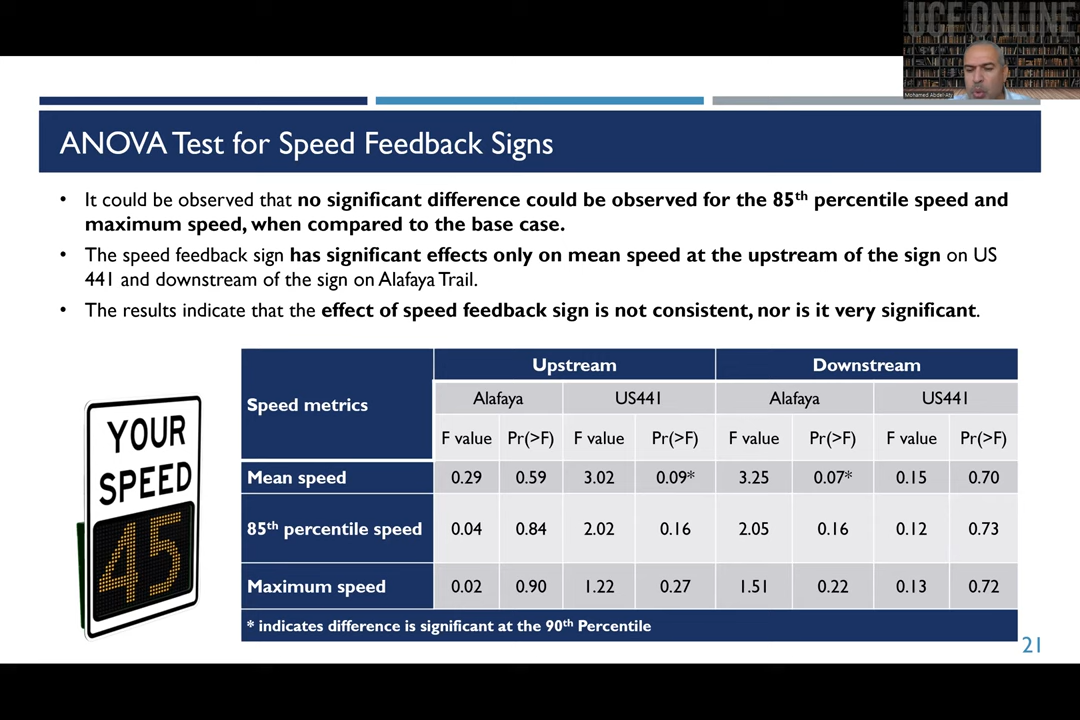 UCF ONLINE
Mohamed Abdel-Aty
ANOVA Test for Speed Feedback Signs
• It could be observed that no significant difference could be observed for the 85th percentile speed and
maximum speed, when compared to the base case.
• The speed feedback sign has significant effects only on mean speed at the upstream of the sign on US
441 and downstream of the sign on Alafaya Trail.
• The results indicate that the effect of speed feedback sign is not consistent, nor is it very significant.
YOUR
SPEED
45
Speed metrics Upstream Downstream
Alafaya US441 Alafaya US441
F value Pr(>F) F value Pr(>F) F value Pr(>F) F value Pr(>F)
Mean speed 0.29 0.59 3.02 0.09* 3.25 0.07* 0.15 0.70
85th percentile speed 0.04 0.84 2.02 0.16 2.05 0.16 0.12 0.73
Maximum speed 0.02 0.90 1.22 0.27 1.51 0.22 0.13 0.72
* indicates difference is significant at the 90th Percentile
21